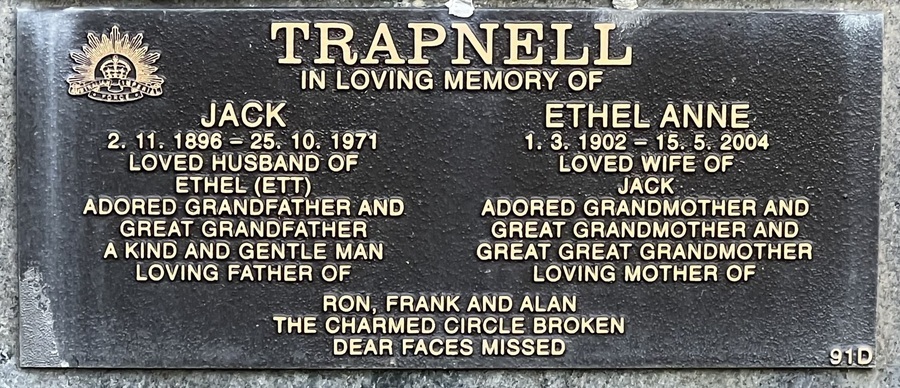 TRAPNELL
IN LOVING MEMORY OF
JACK
2. 11. 1896 – 25. 10. 1971
LOVED HUSBAND OF
ETHEL (ETT)
ADORED GRANDFATHER AND
GREAT GRANDFATHER
A KIND AND GENTLE MAN
LOVING FATHER OF
ETHEL ANNE
1. 3. 1902 – 15. 5. 2004
LOVED WIFE OF
JACK
ADORED GRANDMOTHER AND
GREAT GRANDMOTHER AND
GREAT GREAT GRANDMOTHER
LOVING MOTHER OF
RON, FRANK AND ALAN
THE CHARMED CIRCLE BROKEN
DEAR FACES MISSED
91D